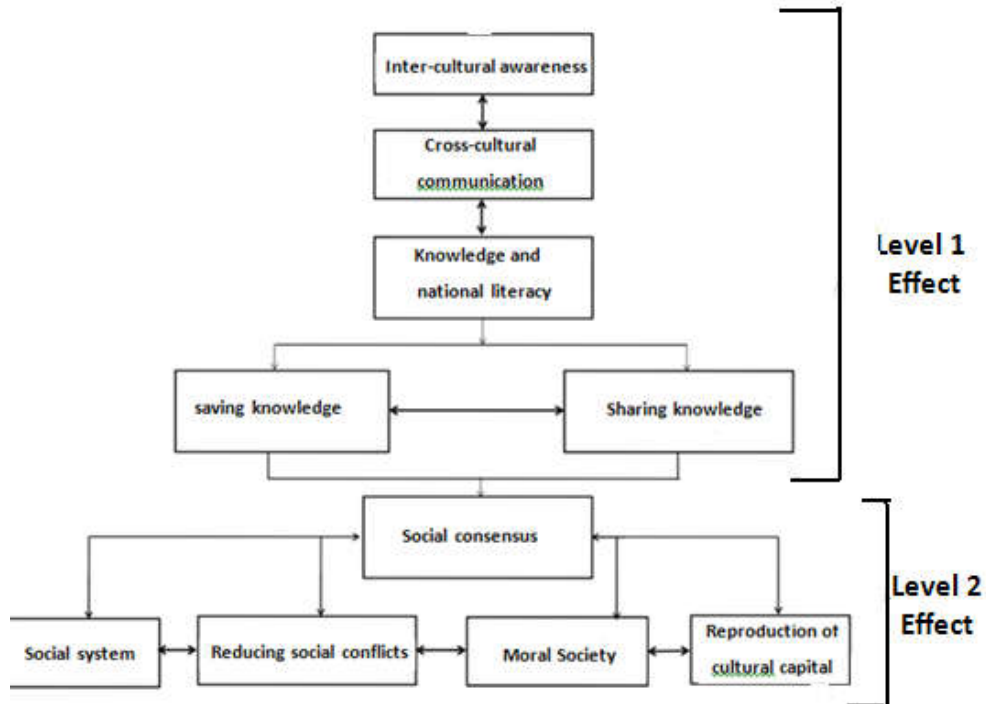 Inter-cultural awareness
Cross-cultural
communication
Knowledge and
national literacy
Level 1
Effect
saving knowledge
Sharing knowledge
Social consensus
Level 2
Effect
Social system
Reducing social conflicts
Moral Society
Reproduction of
cultural capital